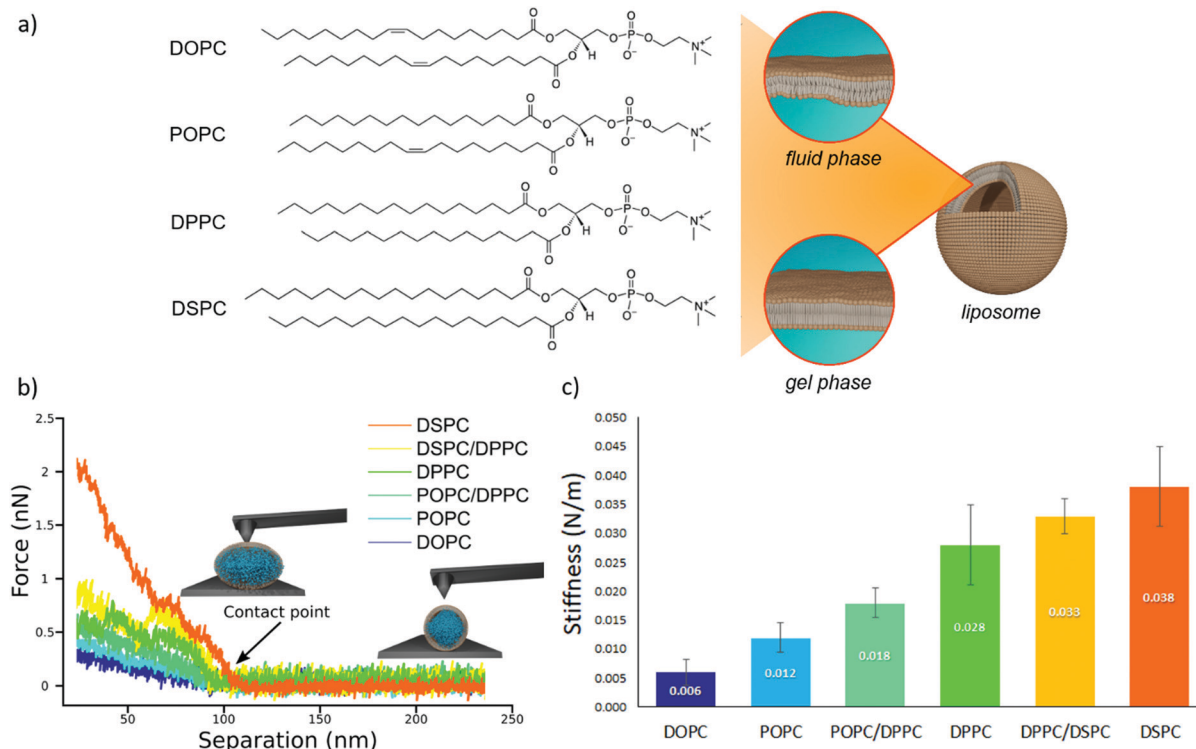 a)
DOPC
O
O
O
O
O
P
O
O⁻
N⁺
H
O
POPC
O
O
O
O
O
P
O
O⁻
N⁺
H
O
DPPC
O
O
O
O
O
P
O
O⁻
N⁺
H
O
DSPC
O
O
O
O
O
P
O
O⁻
N⁺
H
O
fluid phase
gel phase
liposome
b)
2.5
2
1.5
1
0.5
0
Force (nN)
DSPC
DSPC/DPPC
DPPC
POPC/DPPC
POPC
DOPC
Contact point
50
100
150
200
250
Separation (nm)
c)
0.050
0.045
0.040
0.035
0.030
0.025
0.020
0.015
0.010
0.005
0.000
Stiffness (N/m)
0.006
0.012
0.018
0.028
0.033
0.038
DOPC
POPC
POPC/DPPC
DPPC
DPPC/DSPC
DSPC